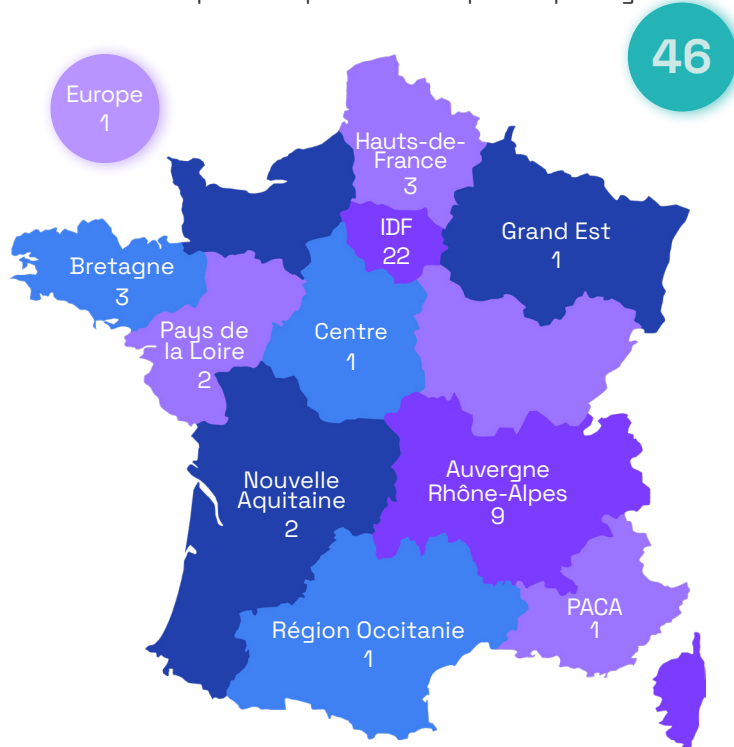 46
Europe
1
Hauts-de-
France
3
IDF
22
Grand Est
1
Bretagne
3
Pays de
la Loire
2
Centre
1
Nouvelle
Aquitaine
2
Auvergne
Rhône-Alpes
9
PACA
1
Région Occitanie
1